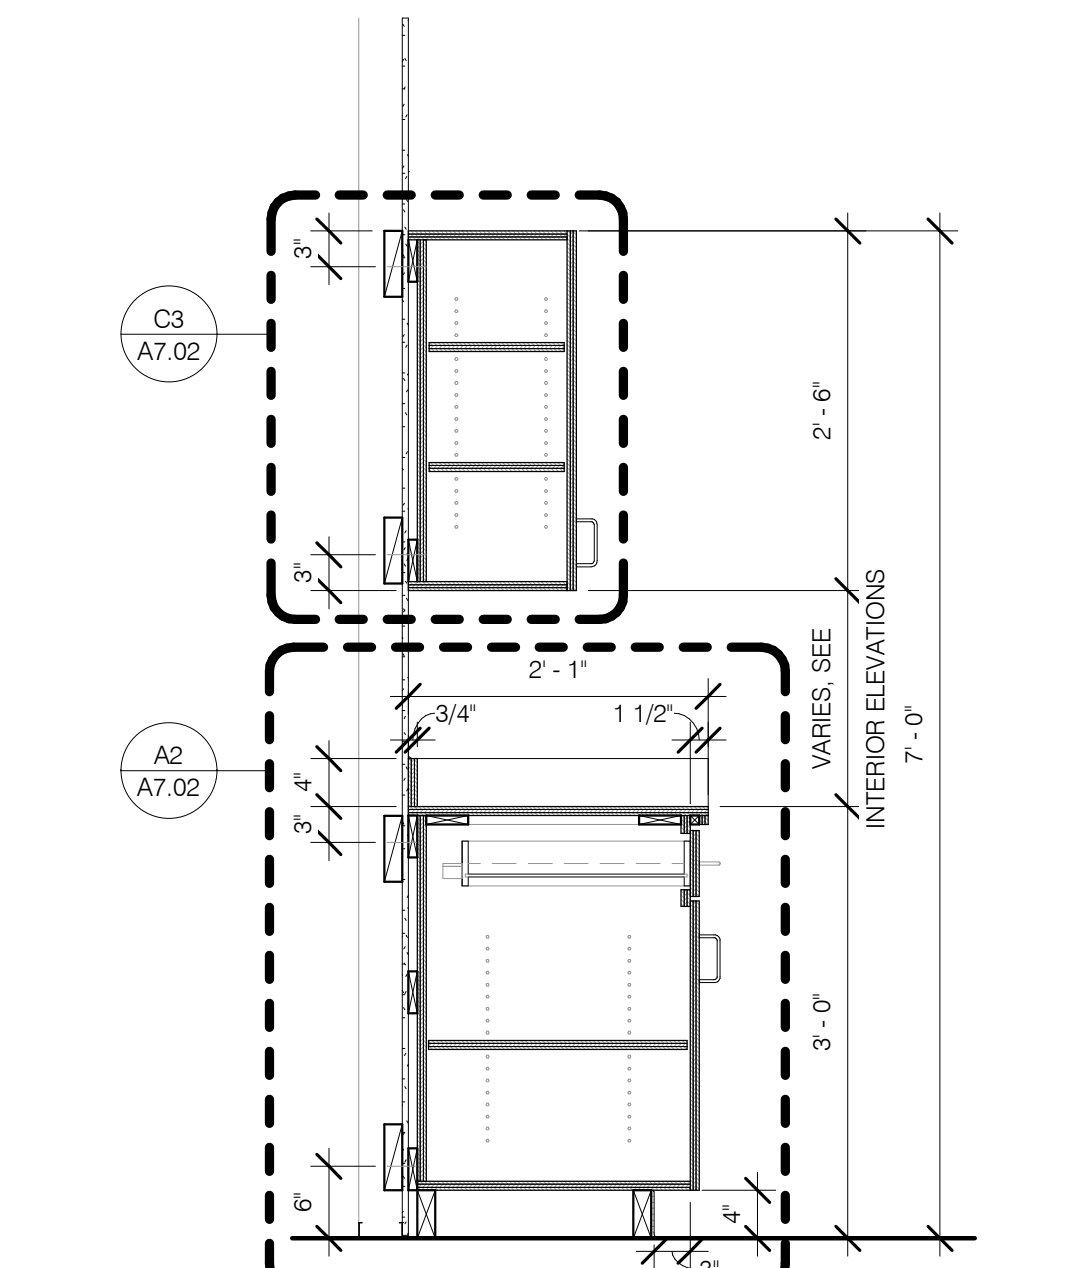 3"
C3
A7.02
2' - 6"
3"
2' - 1"
3/4"
1 1/2"
VARIES, SEE
INTERIOR ELEVATIONS
7' - 0"
A2
A7.02
4"
3"
3' - 0"
6"
4"